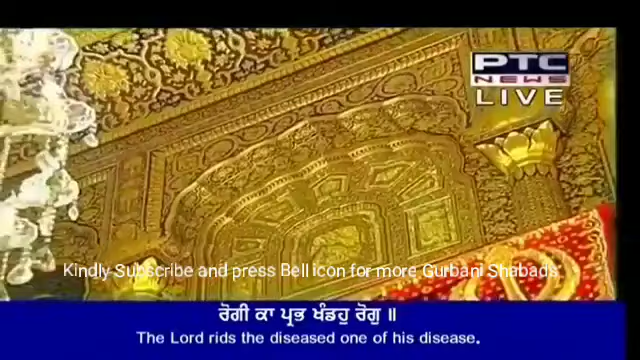 PTC
NEWS
LIVE
Kindly Subscribe and press Bell icon for more Gurbani Shabads
ਰੋਗੀ ਕਾ ਪ੍ਰਭ ਖੰਡਹੁ ਰੋਗੁ ॥
The Lord rids the diseased one of his disease.